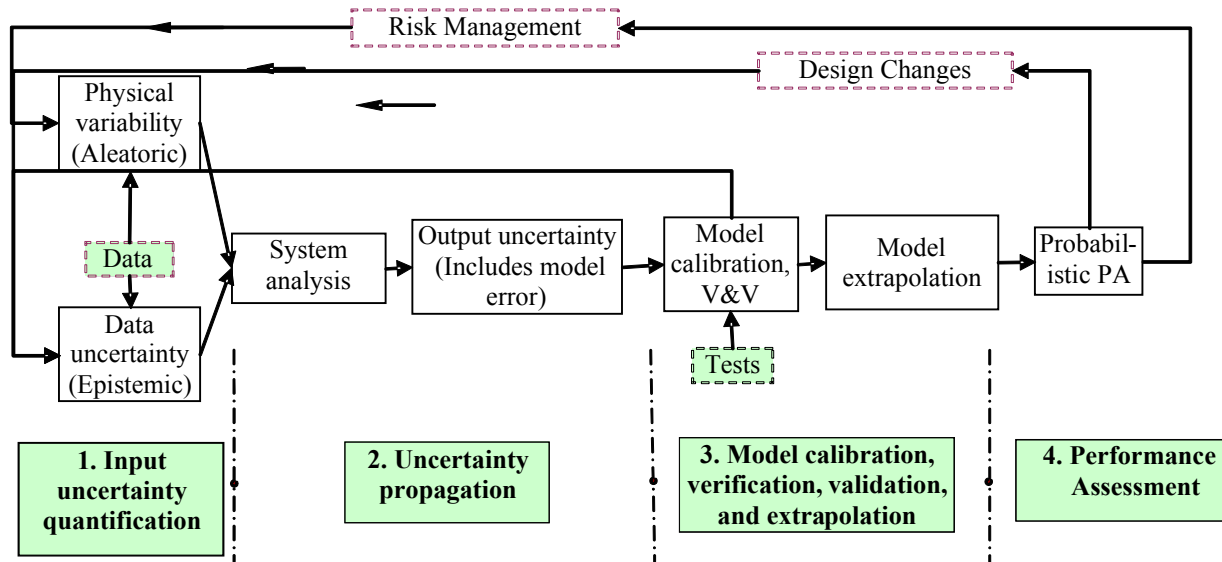 Risk Management
Design Changes
Physical
variability
(Aleatoric)
Data
Data
uncertainty
(Epistemic)
System
analysis
Output uncertainty
(Includes model
error)
Model
calibration,
V&V
Tests
Model
extrapolation
Probabil-
istic PA
1. Input
uncertainty
quantification
2. Uncertainty
propagation
3. Model calibration,
verification, validation,
and extrapolation
4. Performance
Assessment